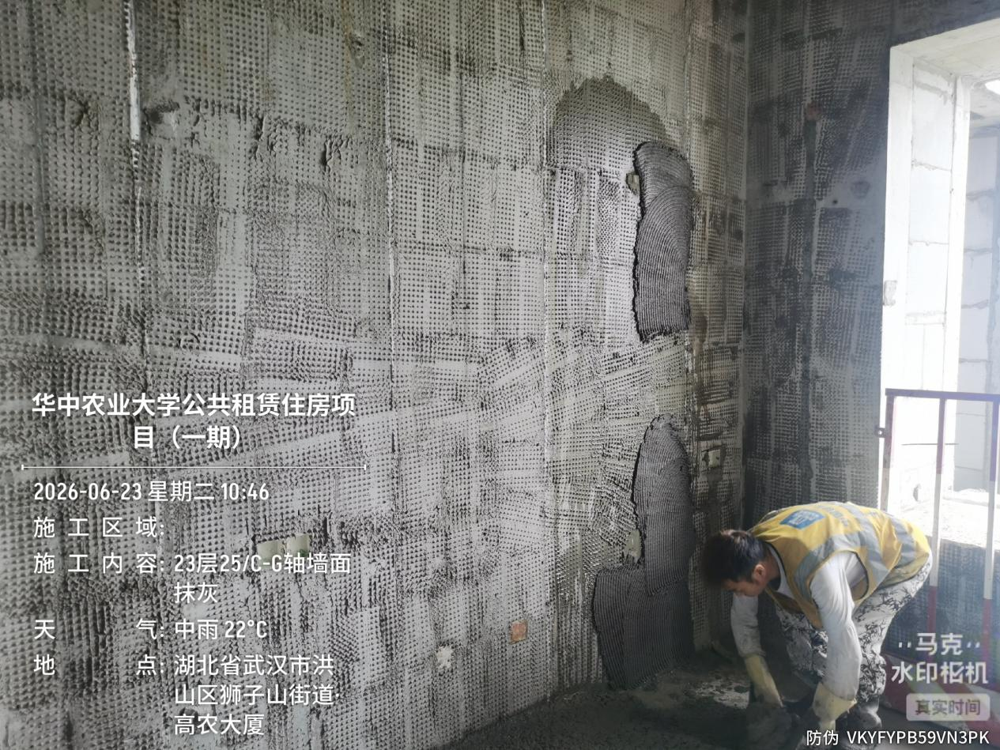 华中农业大学公共租赁住房项
目（一期）
2026-06-23 星期二 10:46
施工区域:
施工内容: 23层25/C-G轴墙面
抹灰
天气: 中雨 22°C
地点: 湖北省武汉市洪
山区狮子山街道·
高农大厦
马克
水印相机
真实时间
防伪 VKYFYPB59VN3PK